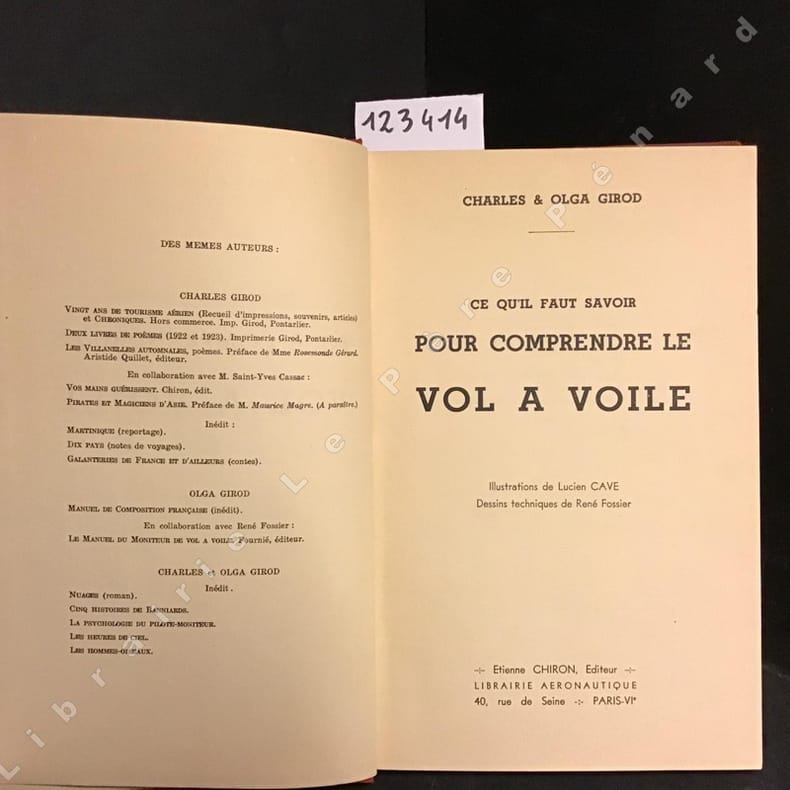 123414
DES MEMES AUTEURS :
CHARLES GIROD
VINGT ANS DE TOURISME AÉRIEN (Recueil d'impressions, souvenirs, articles)
et CHRONIQUES. Hors commerce. Imp. Girod, Pontarlier.
DEUX LIVRES DE POÈMES (1922 et 1923). Imprimerie Girod, Pontarlier.
LES VILLANELLES AUTOMNALES, poèmes. Préface de Mme Rosemonde Gérard.
Aristide Quillet, éditeur.
En collaboration avec M. Saint-Yves Cassac :
VOS MAINS GUÉRISSENT. Chiron, édit.
PIRATES ET MAGICIENS D'ASIE. Préface de M. Maurice Magre. (A paraître.)
Inédit :
MARTINIQUE (reportage).
DIX PAYS (notes de voyages).
GALANTERIES DE FRANCE ET D'AILLEURS (contes).
OLGA GIROD
MANUEL DE COMPOSITION FRANÇAISE (inédit).
En collaboration avec René Fossier :
LE MANUEL DU MONITEUR DE VOL A VOILE. Fournié, éditeur.
CHARLES et OLGA GIROD
Inédit.
NUAGES (roman).
CINQ HISTOIRES DE BANNIARDS.
LA PSYCHOLOGIE DU PILOTE-MONITEUR.
LES HEURES DE CIEL.
LES HOMMES-OISEAUX.
CHARLES & OLGA GIROD
CE QU'IL FAUT SAVOIR
POUR COMPRENDRE LE
VOL A VOILE
Illustrations de Lucien CAVE
Dessins techniques de René Fossier
-:- Etienne CHIRON, Editeur -:-
LIBRAIRIE AERONAUTIQUE
40, rue de Seine -:- PARIS-VIe
Librairie Le Père Pénard